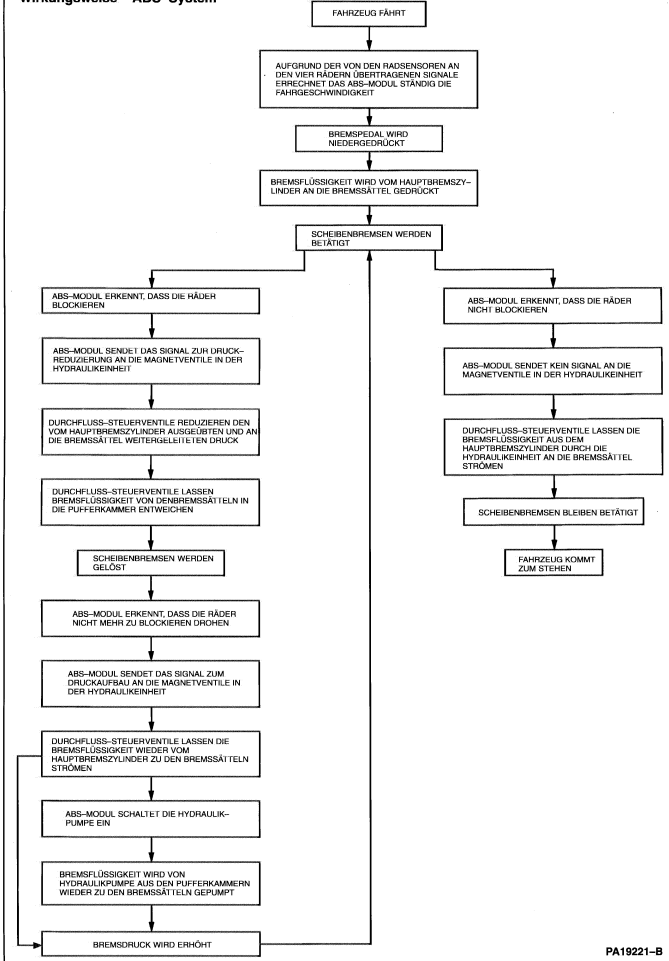 Wirkungsweise – ABS–System
FAHRZEUG FÄHRT
AUFGRUND DER VON DEN RADSENSOREN AN
DEN VIER RÄDERN ÜBERTRAGENEN SIGNALE
ERRECHNET DAS ABS–MODUL STÄNDIG DIE
FAHRGESCHWINDIGKEIT
BREMSPEDAL WIRD
NIEDERGEDRÜCKT
BREMSFLÜSSIGKEIT WIRD VOM HAUPTBREMSZY–
LINDER AN DIE BREMSSÄTTEL GEDRÜCKT
SCHEIBENBREMSEN WERDEN
BETÄTIGT
ABS–MODUL ERKENNT, DASS DIE RÄDER
BLOCKIEREN
ABS–MODUL SENDET DAS SIGNAL ZUR DRUCK–
REDUZIERUNG AN DIE MAGNETVENTILE IN DER
HYDRAULIKEINHEIT
DURCHFLUSS–STEUERVENTILE REDUZIEREN DEN
VOM HAUPTBREMSZYLINDER AUSGEÜBTEN UND AN
DIE BREMSSÄTTEL WEITERGELEITETEN DRUCK
DURCHFLUSS–STEUERVENTILE LASSEN
BREMSFLÜSSIGKEIT VON DENBREMSSÄTTELN IN
DIE PUFFERKAMMER ENTWEICHEN
SCHEIBENBREMSEN WERDEN
GELÖST
ABS–MODUL ERKENNT, DASS DIE RÄDER
NICHT MEHR ZU BLOCKIEREN DROHEN
ABS–MODUL SENDET DAS SIGNAL ZUM
DRUCKAUFBAU AN DIE MAGNETVENTILE IN
DER HYDRAULIKEINHEIT
DURCHFLUSS–STEUERVENTILE LASSEN DIE
BREMSFLÜSSIGKEIT WIEDER VOM
HAUPTBREMSZYLINDER ZU DEN BREMSSÄTTELN
STRÖMEN
ABS–MODUL SCHALTET DIE HYDRAULIK–
PUMPE EIN
BREMSFLÜSSIGKEIT WIRD VON
HYDRAULIKPUMPE AUS DEN PUFFERKAMMERN
WIEDER ZU DEN BREMSSÄTTELN GEPUMPT
BREMSDRUCK WIRD ERHÖHT
ABS–MODUL ERKENNT, DASS DIE RÄDER
NICHT BLOCKIEREN
ABS–MODUL SENDET KEIN SIGNAL AN DIE
MAGNETVENTILE IN DER HYDRAULIKEINHEIT
DURCHFLUSS–STEUERVENTILE LASSEN DIE
BREMSFLÜSSIGKEIT AUS DEM
HAUPTBREMSZYLINDER DURCH DIE
HYDRAULIKEINHEIT AN DIE BREMSSÄTTEL
STRÖMEN
SCHEIBENBREMSEN BLEIBEN BETÄTIGT
FAHRZEUG KOMMT
ZUM STEHEN
PA19221–B